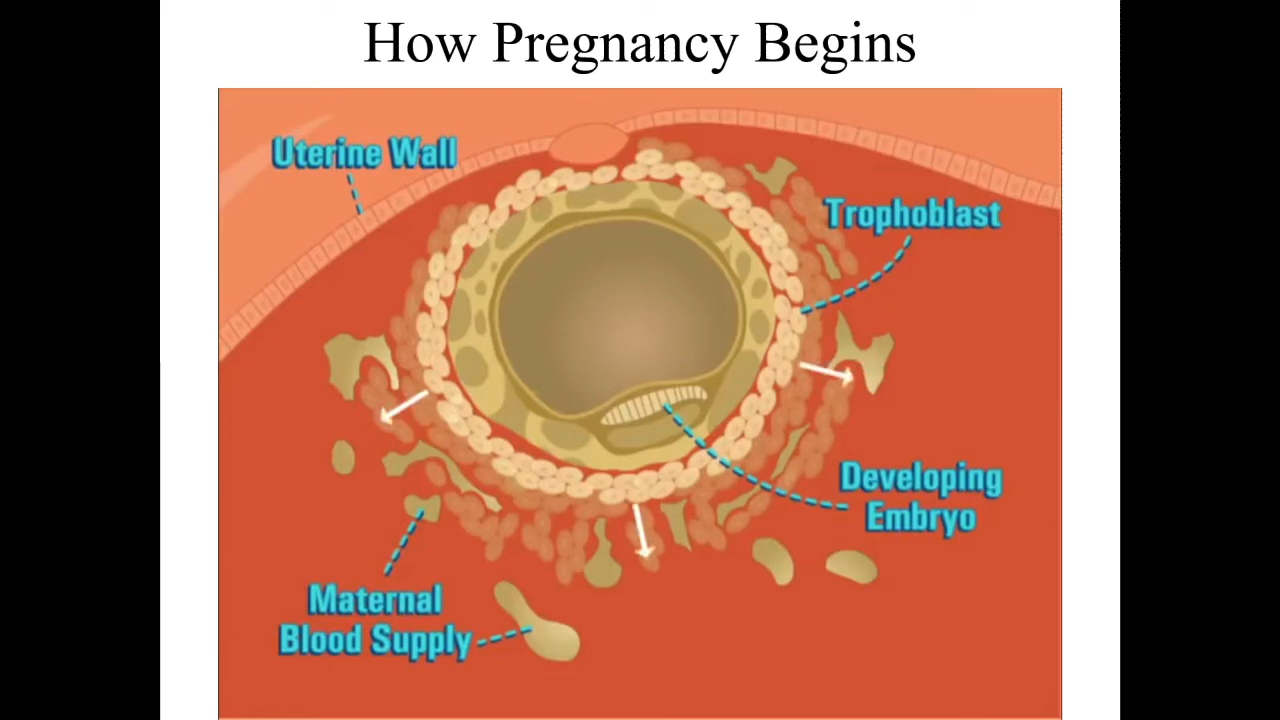 How Pregnancy Begins
Uterine Wall
Trophoblast
Developing
Embryo
Maternal
Blood Supply